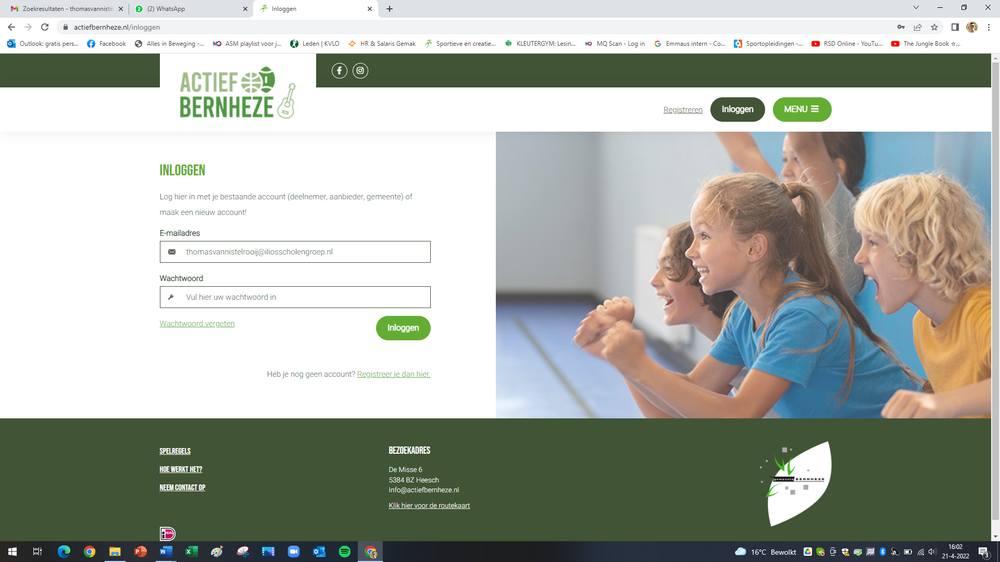 Zoekresultaten - thomasvanniste
(2) WhatsApp
Inloggen
actiefbernheze.nl/inloggen
Outlook: gratis pers...
Facebook
Alles in Beweging -...
ASM playlist voor j...
Leden | KVLO
HR & Salaris Gemak
Sportieve en creatie...
KLEUTERGYM: Lesin...
MQ Scan - Log in
Emmaus intern - Co...
Sportopleidingen -...
RSD Online - YouTu...
The Jungle Book ☆...
ACTIEF
BERNHEZE
Registreren
Inloggen
MENU
INLOGGEN
Log hier in met je bestaande account (deelnemer, aanbieder, gemeente) of
maak een nieuw account!
E-mailadres
thomasvannistelrooij@iliosscholengroep.nl
Wachtwoord
Vul hier uw wachtwoord in
Wachtwoord vergeten
Inloggen
Heb je nog geen account? Registreer je dan hier.
SPELREGELS
HOE WERKT HET?
NEEM CONTACT OP
BEZOEKADRES
De Misse 6
5384 BZ Heesch
Info@actiefbernheze.nl
Klik hier voor de routekaart
gemeente BERNHEZE
iDEAL
16°C Bewolkt
16:02
21-4-2022
3